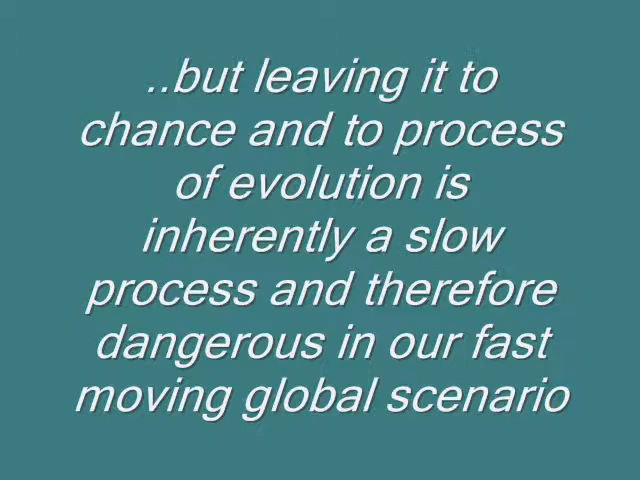 ..but leaving it to
chance and to process
of evolution is
inherently a slow
process and therefore
dangerous in our fast
moving global scenario